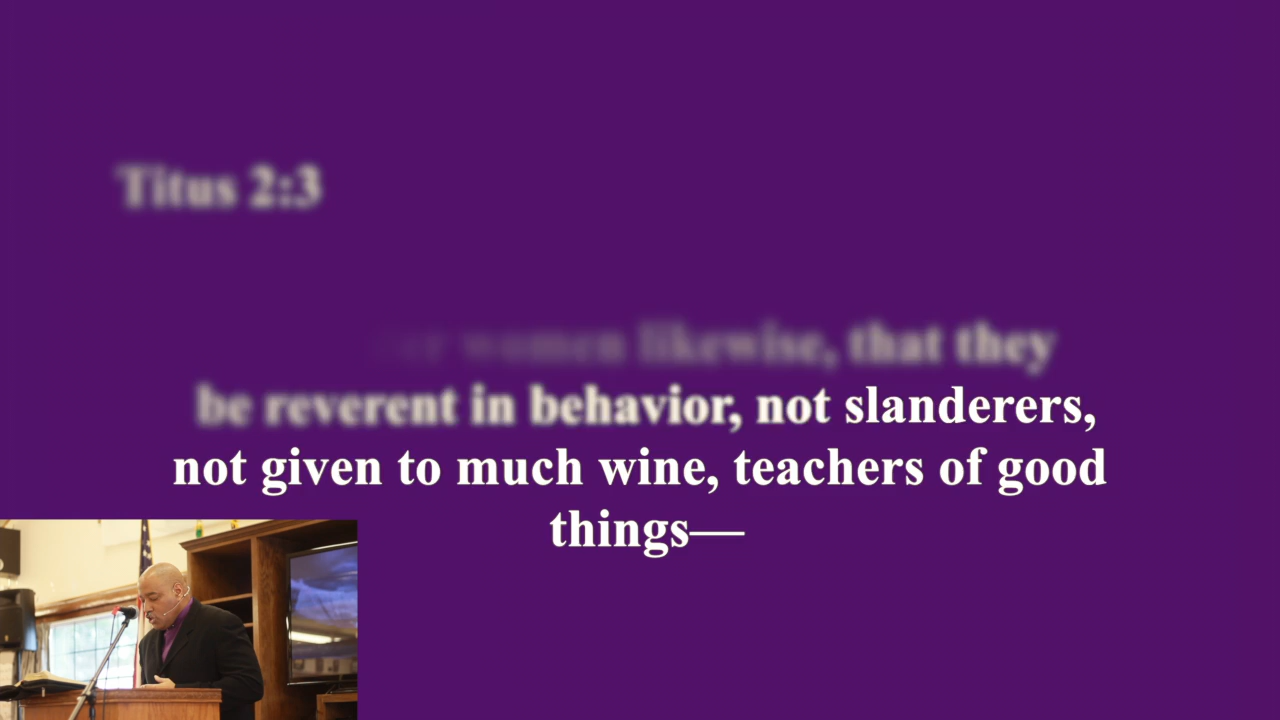 Titus 2:3
women likewise, that they
be reverent in behavior, not slanderers,
not given to much wine, teachers of good
things—